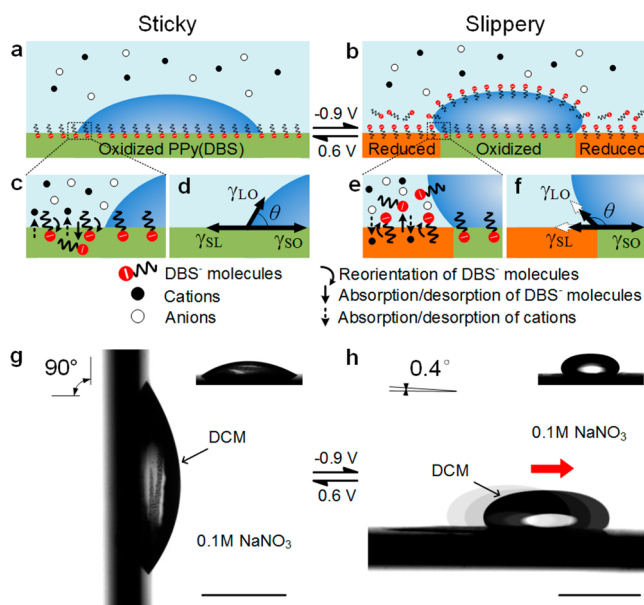 Sticky
Slippery
a
b
-0.9 V
0.6 V
Oxidized PPy(DBS)
Reduced
Oxidized
Reduced
c
d
e
f
γLO
θ
γSL
γSO
γLO
θ
γSL
γSO
DBS⁻ molecules
Cations
Anions
Reorientation of DBS⁻ molecules
Absorption/desorption of DBS⁻ molecules
Absorption/desorption of cations
g
h
90°
0.4°
DCM
0.1M NaNO₃
-0.9 V
0.6 V
0.1M NaNO₃
DCM